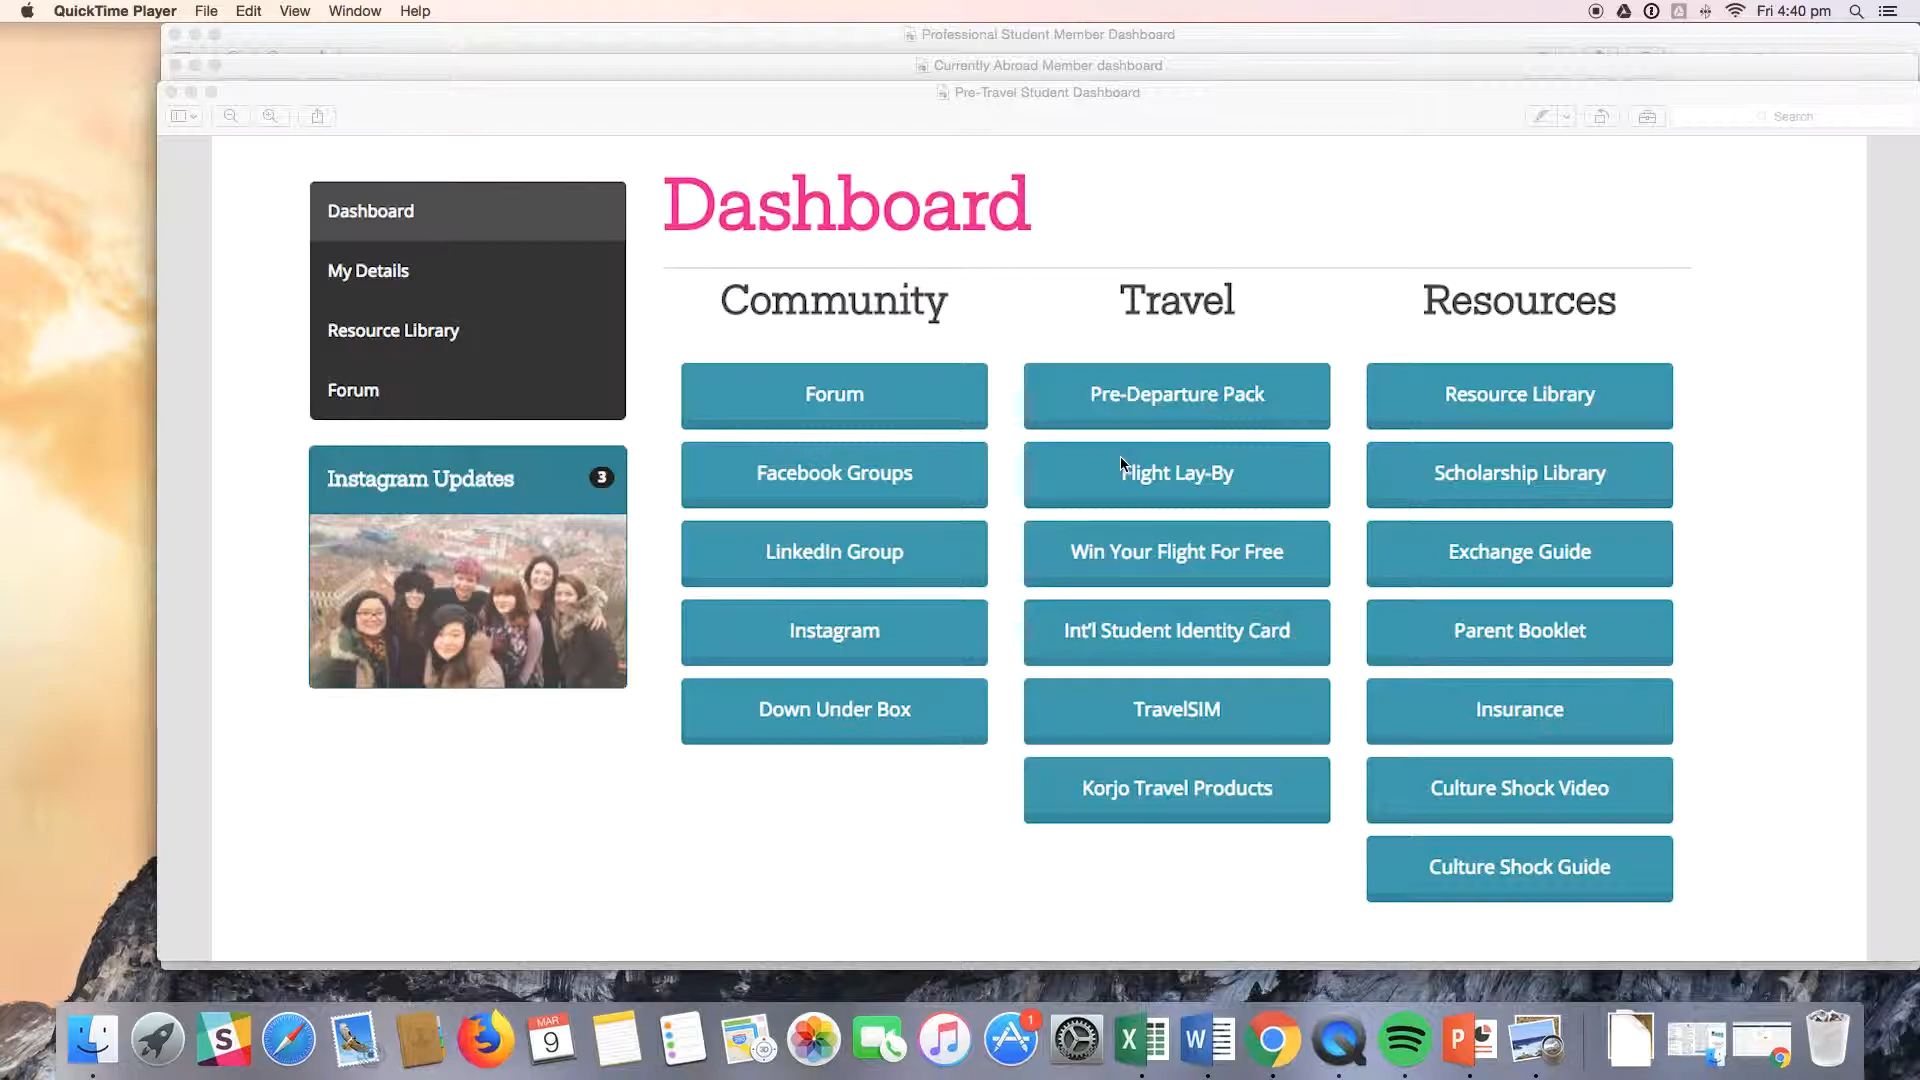 QuickTime Player File Edit View Window Help
Fri 4:40 pm
Professional Student Member Dashboard
Currently Abroad Member dashboard
Pre-Travel Student Dashboard
Search
Dashboard
My Details
Resource Library
Forum
Instagram Updates 3
Dashboard
Community Travel Resources
Forum Pre-Departure Pack Resource Library
Facebook Groups Flight Lay-By Scholarship Library
LinkedIn Group Win Your Flight For Free Exchange Guide
Instagram Int'l Student Identity Card Parent Booklet
Down Under Box TravelSIM Insurance
Korjo Travel Products Culture Shock Video
Culture Shock Guide
MAR
9
1